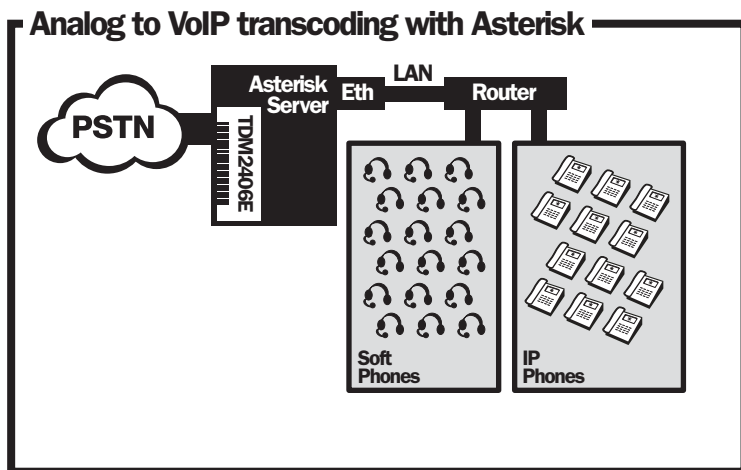 Analog to VoIP transcoding with Asterisk
PSTN
Asterisk
Server
TDM2406E
Eth
LAN
Router
Soft
Phones
IP
Phones